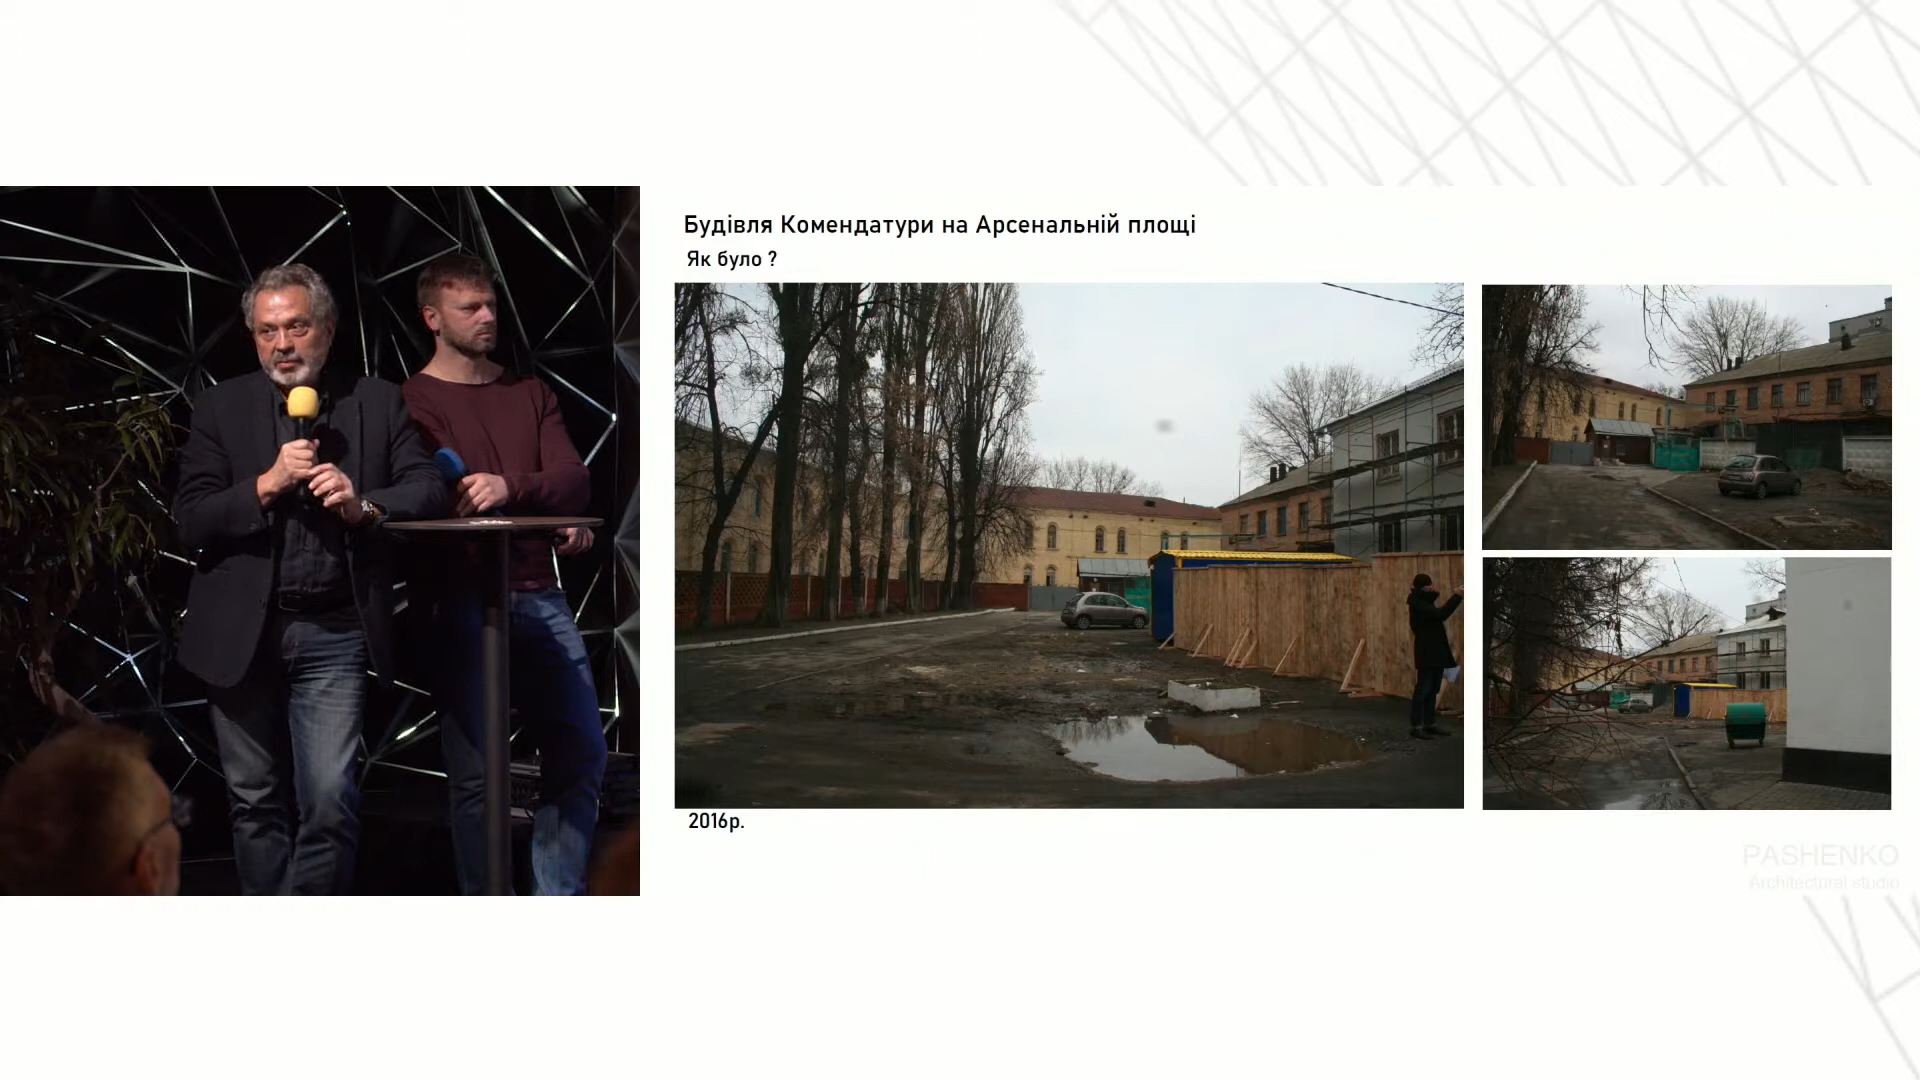 Будівля Комендатури на Арсенальній площі
Як було ?
2016р.
PASHENKO
Architectural studio